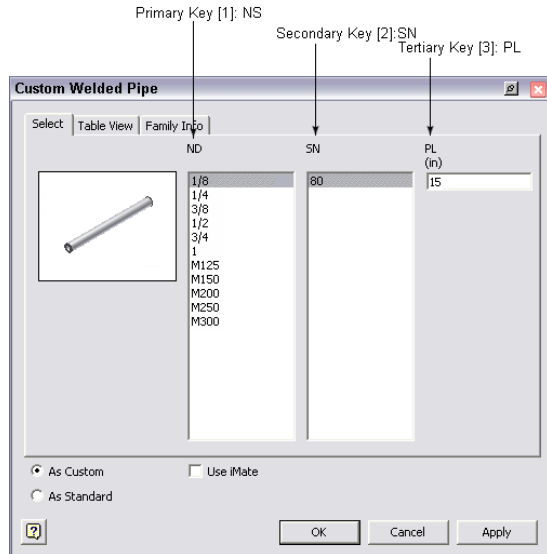 Primary Key [1]: NS
Secondary Key [2]:SN
Tertiary Key [3]: PL
Custom Welded Pipe
Select
Table View
Family Info
ND
SN
PL
(in)
1/8
1/4
3/8
1/2
3/4
1
M125
M150
M200
M250
M300
80
15
As Custom
Use iMate
As Standard
?
OK
Cancel
Apply